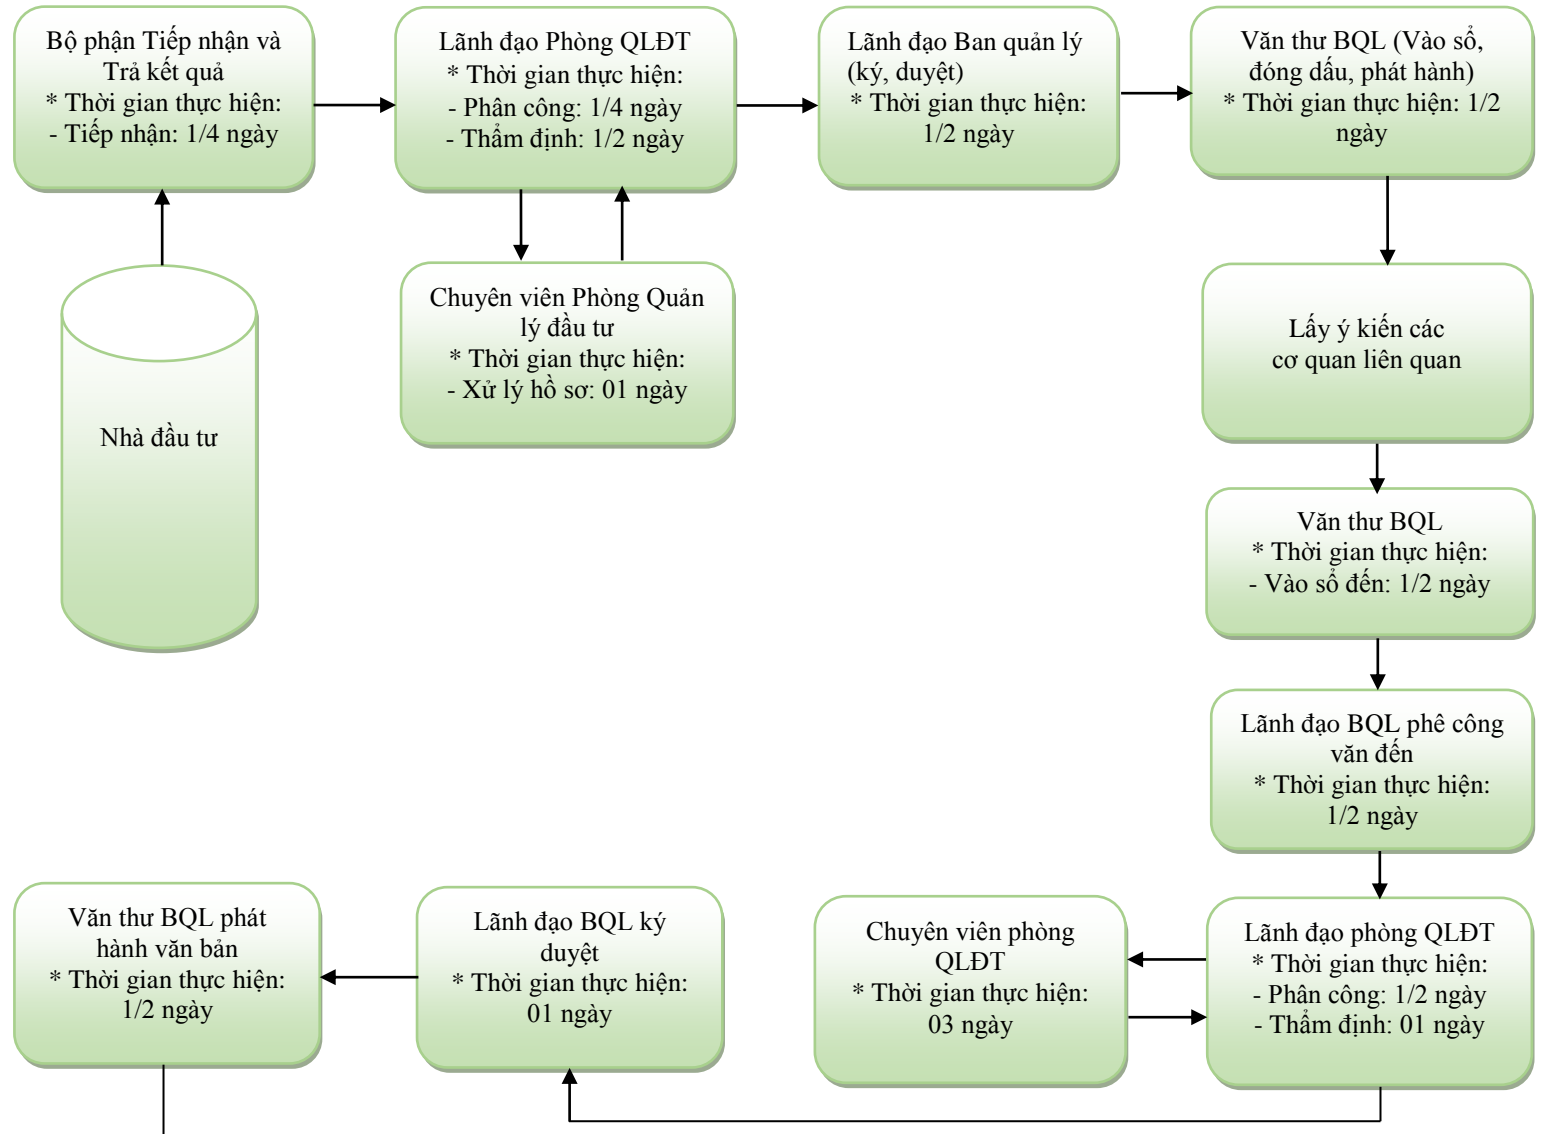 Bộ phận Tiếp nhận và
Trả kết quả
* Thời gian thực hiện:
- Tiếp nhận: 1/4 ngày
Lãnh đạo Phòng QLĐT
* Thời gian thực hiện:
- Phân công: 1/4 ngày
- Thẩm định: 1/2 ngày
Lãnh đạo Ban quản lý
(ký, duyệt)
* Thời gian thực hiện:
1/2 ngày
Văn thư BQL (Vào sổ,
đóng dấu, phát hành)
* Thời gian thực hiện: 1/2
ngày
Chuyên viên Phòng Quản
lý đầu tư
* Thời gian thực hiện:
- Xử lý hồ sơ: 01 ngày
Nhà đầu tư
Lấy ý kiến các
cơ quan liên quan
Văn thư BQL
* Thời gian thực hiện:
- Vào sổ đến: 1/2 ngày
Lãnh đạo BQL phê công
văn đến
* Thời gian thực hiện:
1/2 ngày
Lãnh đạo phòng QLĐT
* Thời gian thực hiện:
- Phân công: 1/2 ngày
- Thẩm định: 01 ngày
Chuyên viên phòng
QLĐT
* Thời gian thực hiện:
03 ngày
Lãnh đạo BQL ký
duyệt
* Thời gian thực hiện:
01 ngày
Văn thư BQL phát
hành văn bản
* Thời gian thực hiện:
1/2 ngày